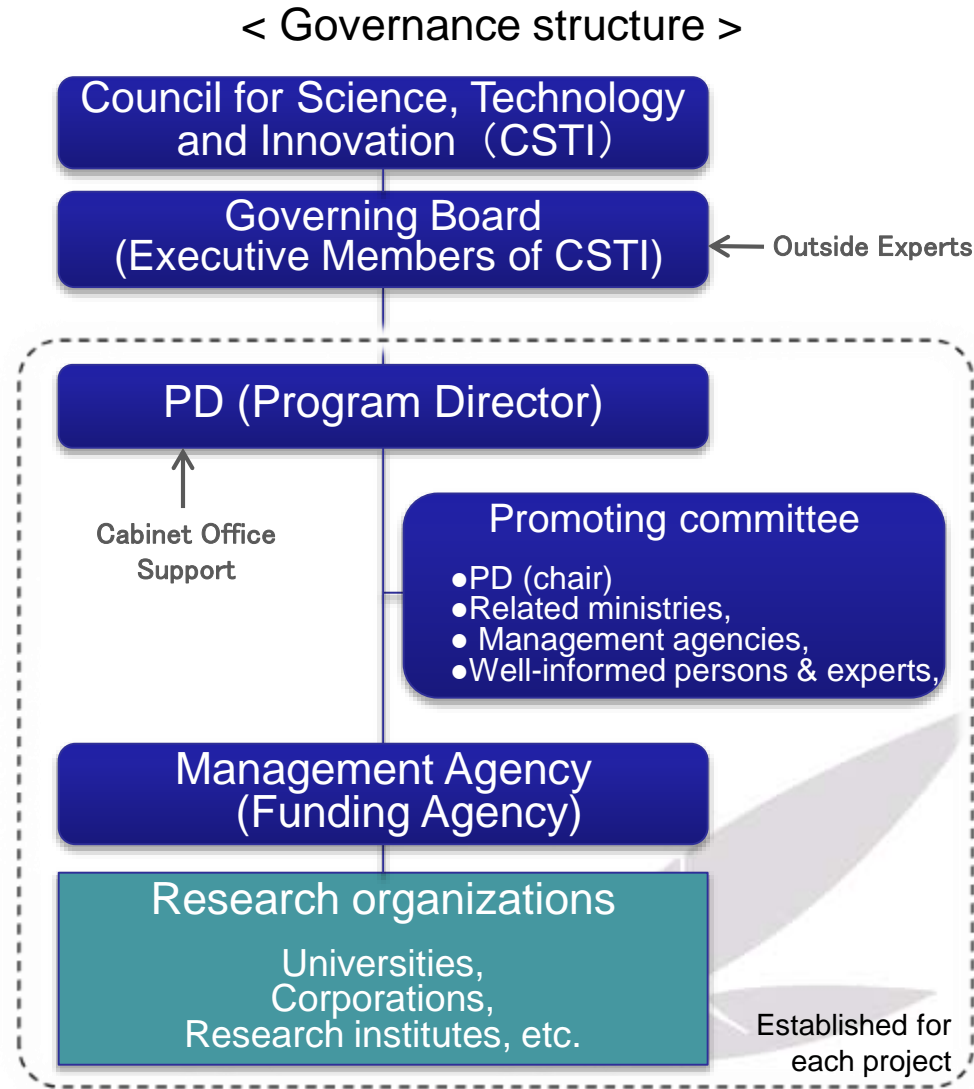 < Governance structure >
Council for Science, Technology
and Innovation（CSTI）
Governing Board
(Executive Members of CSTI)
Outside Experts
PD (Program Director)
Cabinet Office
Support
Promoting committee
●PD (chair)
●Related ministries,
● Management agencies,
●Well-informed persons & experts,
Management Agency
(Funding Agency)
Research organizations
Universities,
Corporations,
Research institutes, etc.
Established for
each project